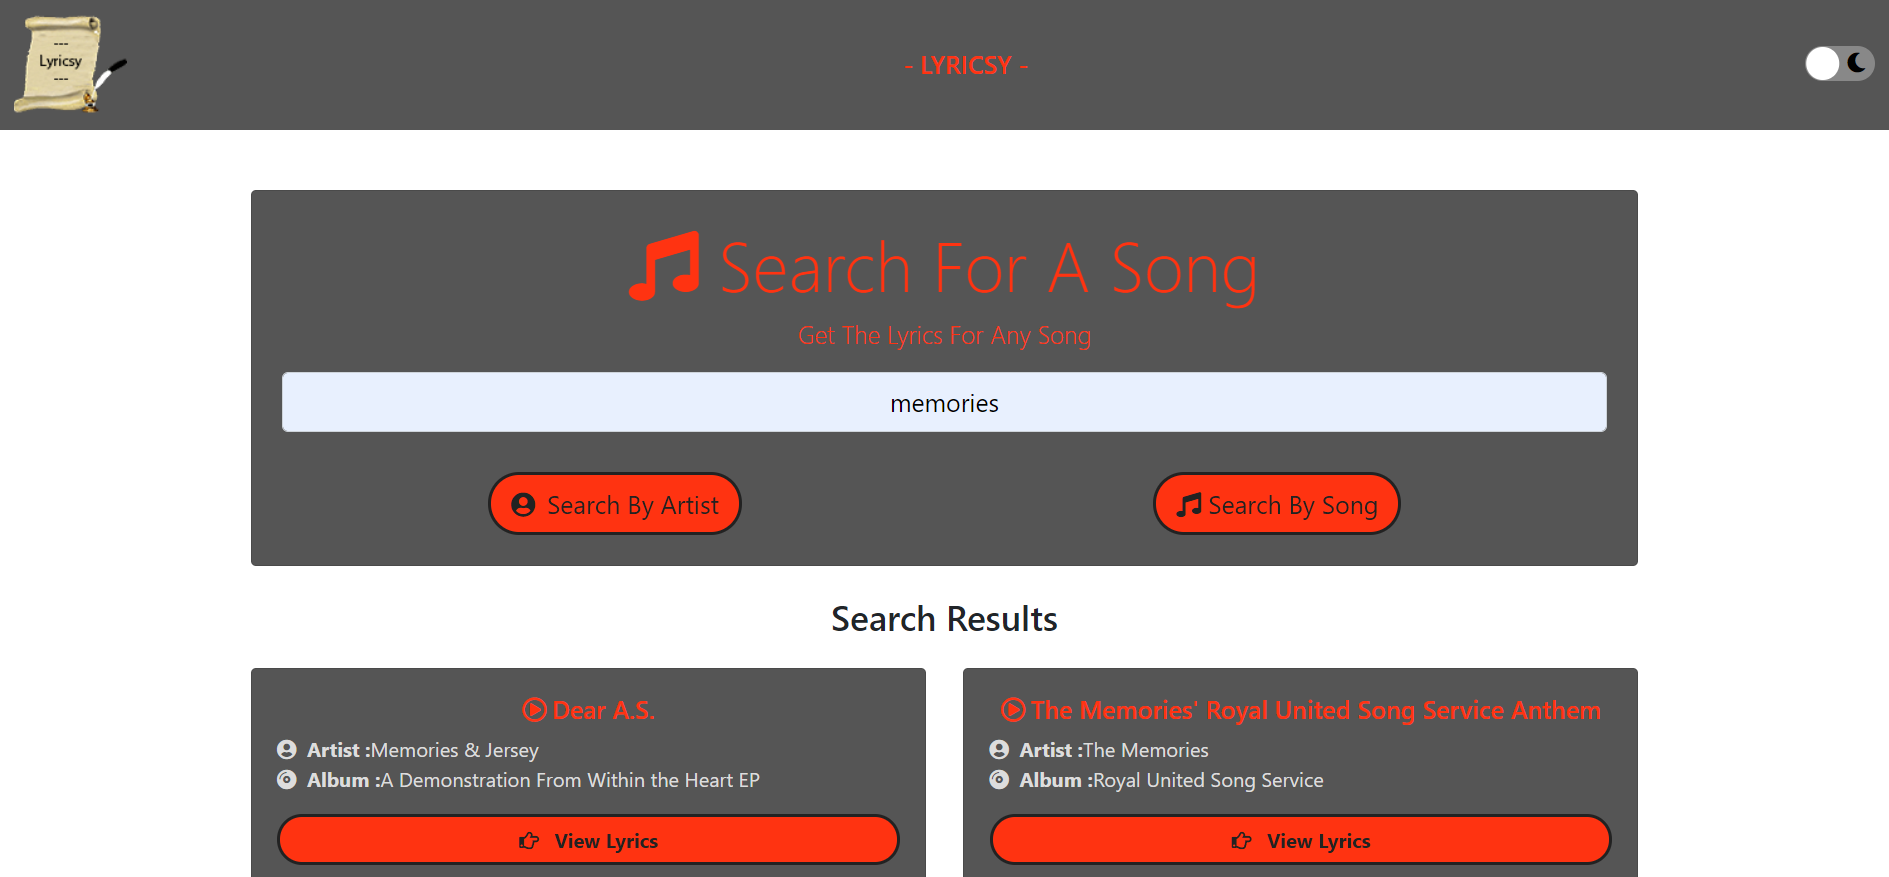 ---
Lyricsy
---
- LYRICSY -
Search For A Song
Get The Lyrics For Any Song
memories
Search By Artist
Search By Song
Search Results
Dear A.S.
Artist :Memories & Jersey
Album :A Demonstration From Within the Heart EP
View Lyrics
The Memories' Royal United Song Service Anthem
Artist :The Memories
Album :Royal United Song Service
View Lyrics